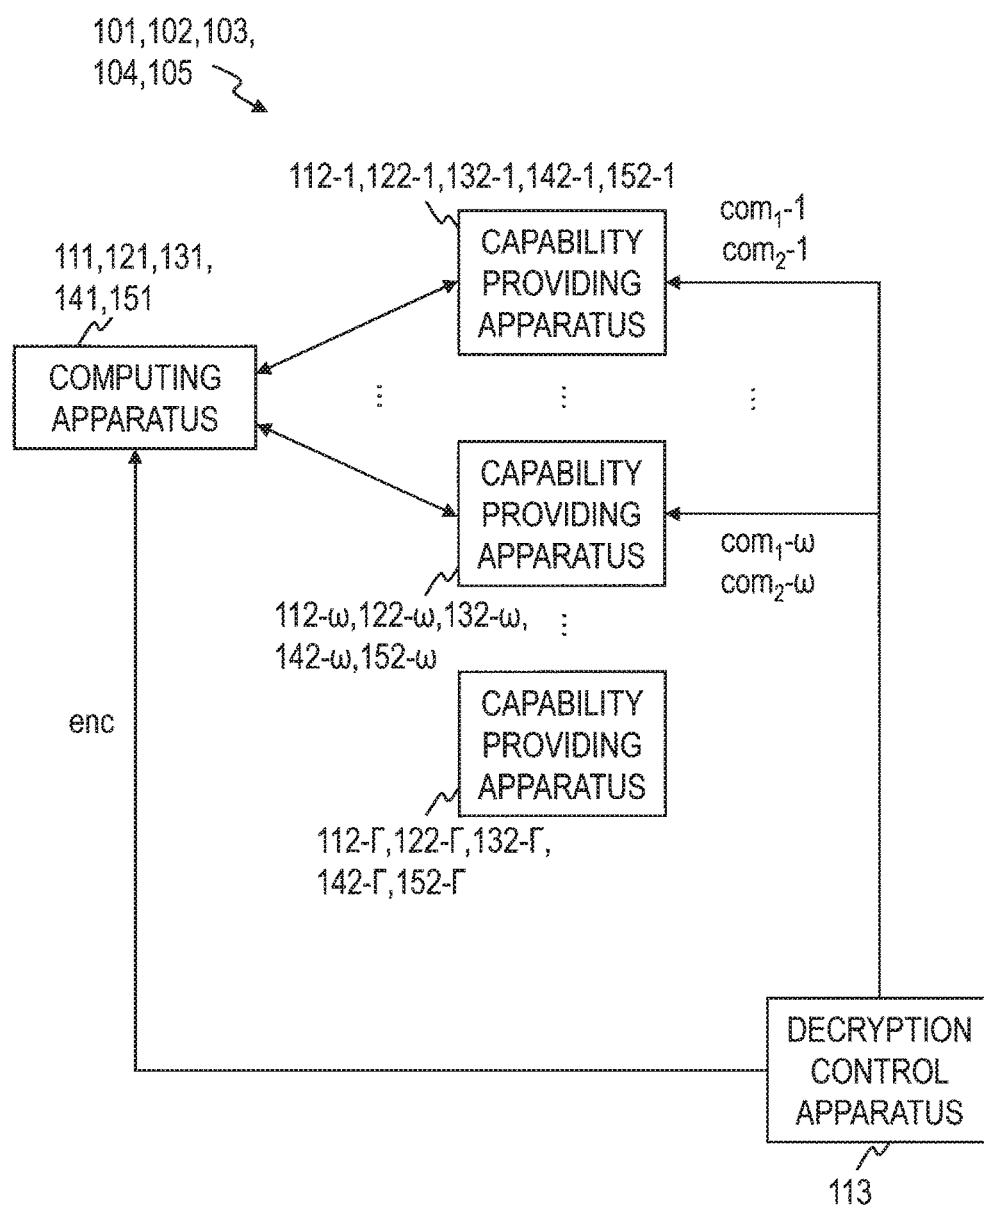 101,102,103,
104,105
112-1,122-1,132-1,142-1,152-1
com₁-1
com₂-1
CAPABILITY
PROVIDING
APPARATUS
111,121,131,
141,151
COMPUTING
APPARATUS
CAPABILITY
PROVIDING
APPARATUS
com₁-ω
com₂-ω
112-ω,122-ω,132-ω,
142-ω,152-ω
CAPABILITY
PROVIDING
APPARATUS
enc
112-Γ,122-Γ,132-Γ,
142-Γ,152-Γ
DECRYPTION
CONTROL
APPARATUS
113